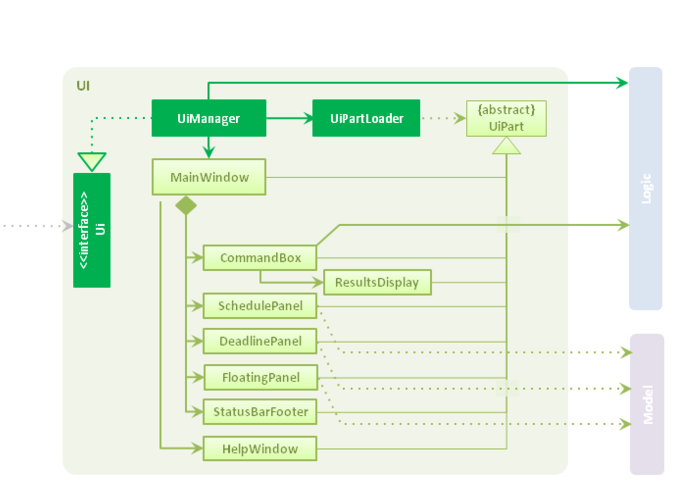 UI
UiManager
UiPartLoader
{abstract}
UiPart
MainWindow
<<interface>>
Ui
Logic
CommandBox
ResultsDisplay
SchedulePanel
DeadlinePanel
FloatingPanel
StatusBarFooter
HelpWindow
Model